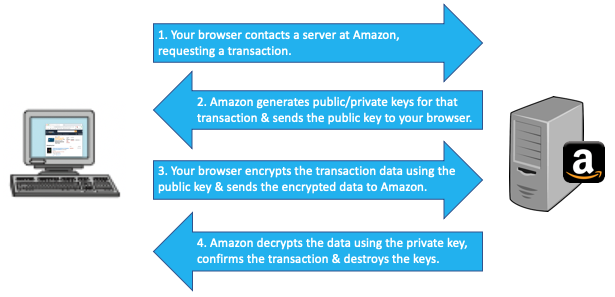 1. Your browser contacts a server at Amazon,
requesting a transaction.
2. Amazon generates public/private keys for that
transaction & sends the public key to your browser.
3. Your browser encrypts the transaction data using the
public key & sends the encrypted data to Amazon.
a
4. Amazon decrypts the data using the private key,
confirms the transaction & destroys the keys.